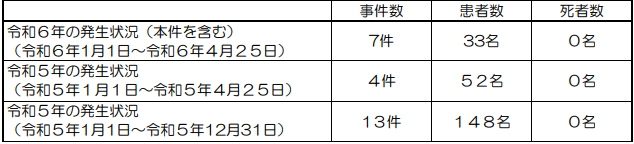 事件数 患者数 死者数
令和６年の発生状況（本件を含む）
（令和６年1月1日～令和６年４月２５日） 7件 33名 ０名
令和５年の発生状況
（令和５年１月１日～令和５年４月２５日） ４件 ５２名 ０名
令和５年の発生状況
（令和５年1月1日～令和５年12月31日） １３件 １４８名 ０名